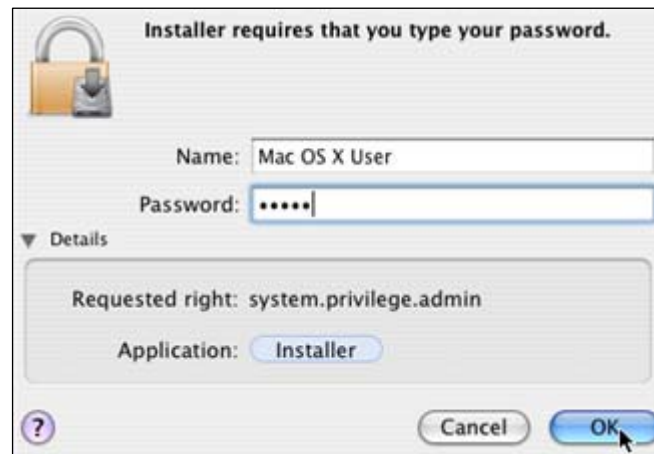 Installer requires that you type your password.
Name: Mac OS X User
Password: •••••
Details
Requested right: system.privilege.admin
Application: Installer
? Cancel OK